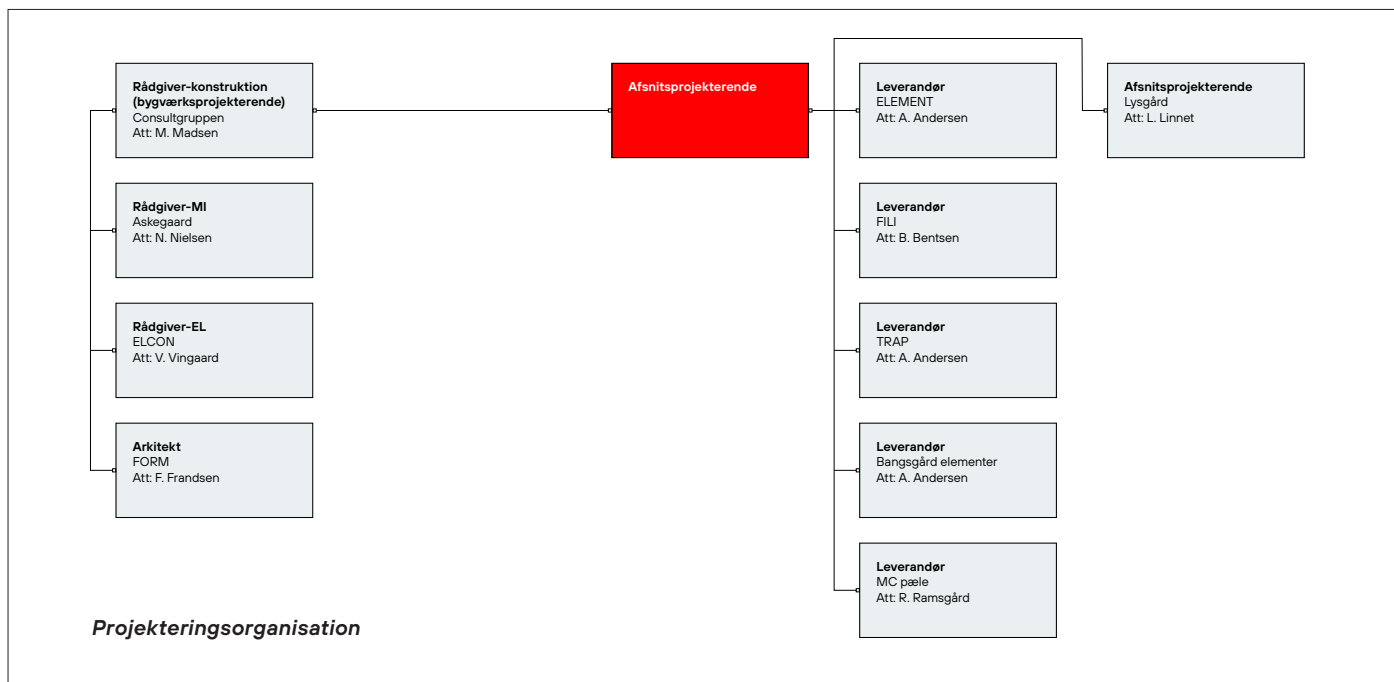 Rådgiver-konstruktion
(bygværksprojekterende)
Consultgruppen
Att: M. Madsen
Rådgiver-MI
Askegaard
Att: N. Nielsen
Rådgiver-EL
ELCON
Att: V. Vingaard
Arkitekt
FORM
Att: F. Frandsen
Afsnitsprojekterende
Leverandør
ELEMENT
Att: A. Andersen
Leverandør
FILI
Att: B. Bentsen
Leverandør
TRAP
Att: A. Andersen
Leverandør
Bangsgård elementer
Att: A. Andersen
Leverandør
MC pæle
Att: R. Ramsgård
Afsnitsprojekterende
Lysgård
Att: L. Linnet
Projekteringsorganisation